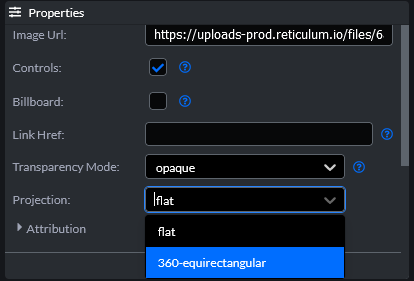 Properties
Image Url: https://uploads-prod.reticulum.io/files/6
Controls:
Billboard:
Link Href:
Transparency Mode: opaque
Projection: flat
Attribution
flat
360-equirectangular